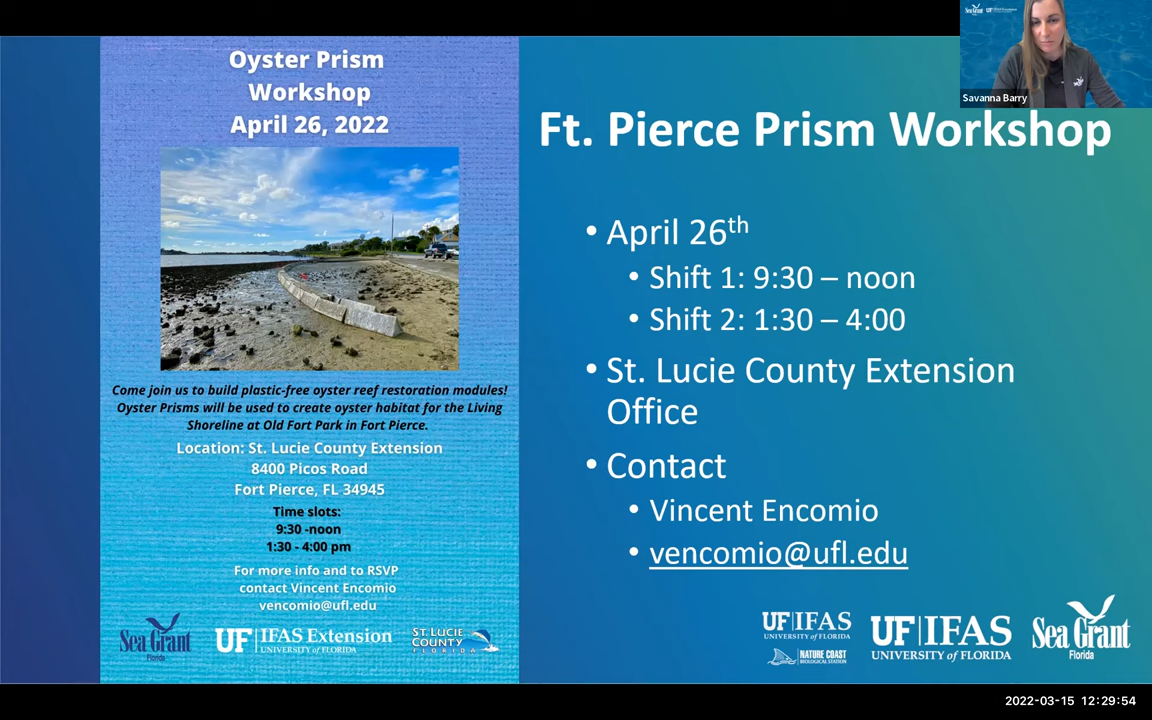 Oyster Prism
Workshop
April 26, 2022
Come join us to build plastic-free oyster reef restoration modules!
Oyster Prisms will be used to create oyster habitat for the Living
Shoreline at Old Fort Park in Fort Pierce.
Location: St. Lucie County Extension
8400 Picos Road
Fort Pierce, FL 34945
Time slots:
9:30 -noon
1:30 - 4:00 pm
For more info and to RSVP
contact Vincent Encomio
vencomio@ufl.edu
Sea Grant
Florida
UF|IFAS Extension
UNIVERSITY of FLORIDA
ST. LUCIE
COUNTY
FLORIDA
Ft. Pierce Prism Workshop
• April 26th
• Shift 1: 9:30 – noon
• Shift 2: 1:30 – 4:00
• St. Lucie County Extension
Office
• Contact
• Vincent Encomio
• vencomio@ufl.edu
UF|IFAS
UNIVERSITY of FLORIDA
NATURE COAST
BIOLOGICAL STATION
UF|IFAS
UNIVERSITY of FLORIDA
Sea Grant
Florida
Sea Grant
UF|IFAS
Savanna Barry
2022-03-15 12:29:54